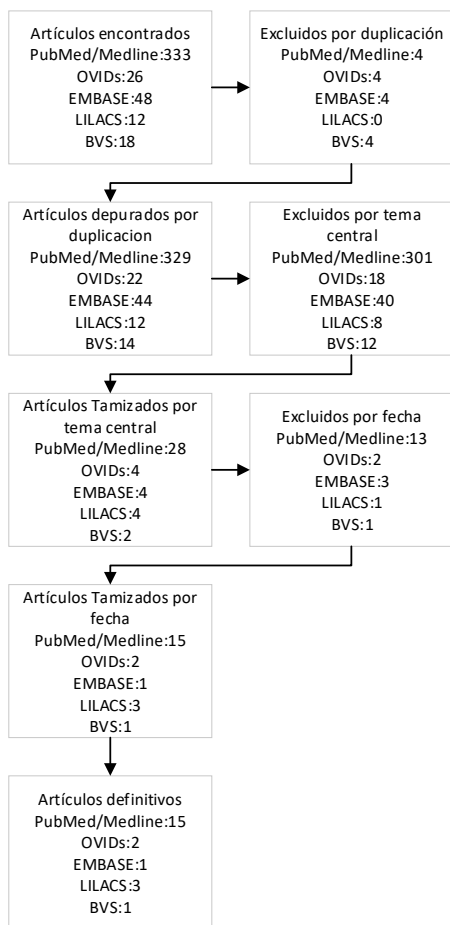 Artículos encontrados
PubMed/Medline:333
OVIDs:26
EMBASE:48
LILACS:12
BVS:18
Excluidos por duplicación
PubMed/Medline:4
OVIDs:4
EMBASE:4
LILACS:0
BVS:4
Artículos depurados por
duplicacion
PubMed/Medline:329
OVIDs:22
EMBASE:44
LILACS:12
BVS:14
Excluidos por tema
central
PubMed/Medline:301
OVIDs:18
EMBASE:40
LILACS:8
BVS:12
Artículos Tamizados por
tema central
PubMed/Medline:28
OVIDs:4
EMBASE:4
LILACS:4
BVS:2
Excluidos por fecha
PubMed/Medline:13
OVIDs:2
EMBASE:3
LILACS:1
BVS:1
Artículos Tamizados por
fecha
PubMed/Medline:15
OVIDs:2
EMBASE:1
LILACS:3
BVS:1
Artículos definitivos
PubMed/Medline:15
OVIDs:2
EMBASE:1
LILACS:3
BVS:1